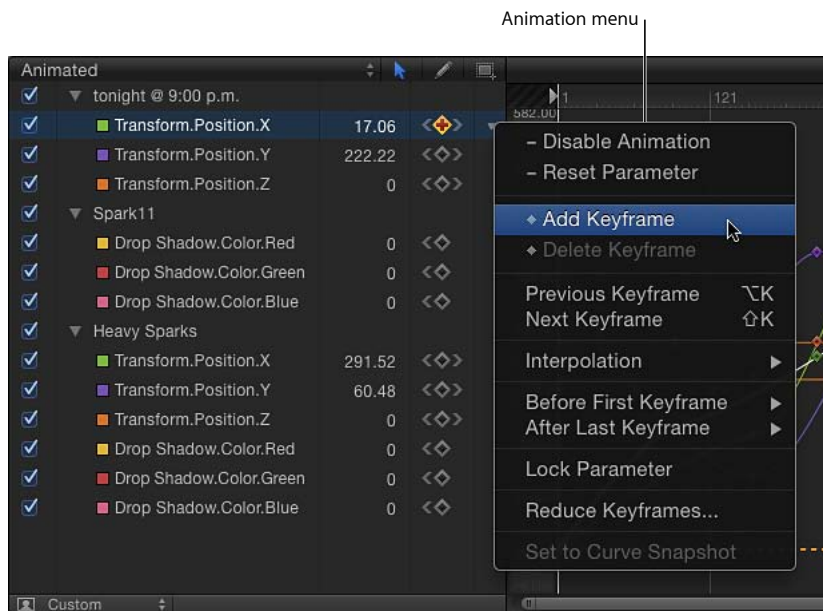 Animation menu
Animated
tonight @ 9:00 p.m.
1
121
582.00
Transform.Position.X 17.06
Transform.Position.Y 222.22
Transform.Position.Z 0
Spark11
Drop Shadow.Color.Red 0
Drop Shadow.Color.Green 0
Drop Shadow.Color.Blue 0
Heavy Sparks
Transform.Position.X 291.52
Transform.Position.Y 60.48
Transform.Position.Z 0
Drop Shadow.Color.Red 0
Drop Shadow.Color.Green 0
Drop Shadow.Color.Blue 0
Custom
– Disable Animation
– Reset Parameter
Add Keyframe
Delete Keyframe
Previous Keyframe ⌥K
Next Keyframe ⇧K
Interpolation
Before First Keyframe
After Last Keyframe
Lock Parameter
Reduce Keyframes...
Set to Curve Snapshot